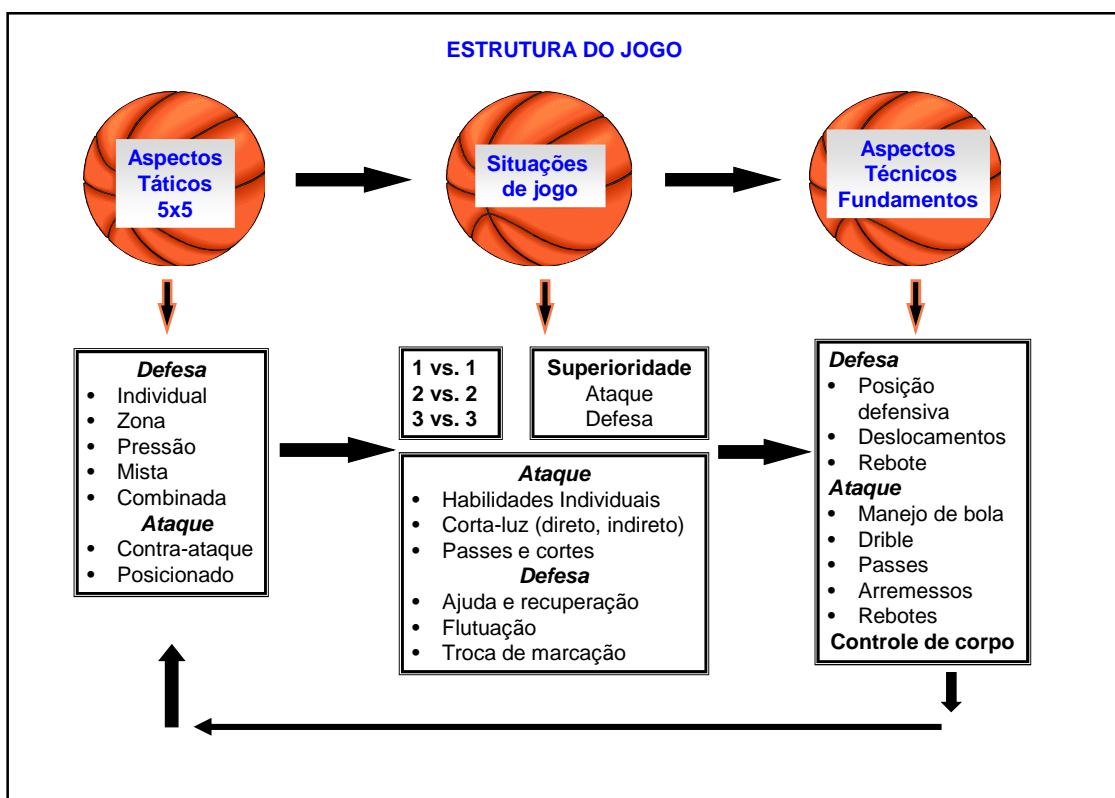 ESTRUTURA DO JOGO
Aspectos
Táticos
5x5
Situações
de jogo
Aspectos
Técnicos
Fundamentos
Defesa
• Individual
• Zona
• Pressão
• Mista
• Combinada
Ataque
• Contra-ataque
• Posicionado
1 vs. 1
2 vs. 2
3 vs. 3
Superioridade
Ataque
Defesa
Ataque
• Habilidades Individuais
• Corta-luz (direto, indireto)
• Passes e cortes
Defesa
• Ajuda e recuperação
• Flutuação
• Troca de marcação
Defesa
• Posição
defensiva
• Deslocamentos
• Rebote
Ataque
• Manejo de bola
• Drible
• Passes
• Arremessos
• Rebotes
Controle de corpo